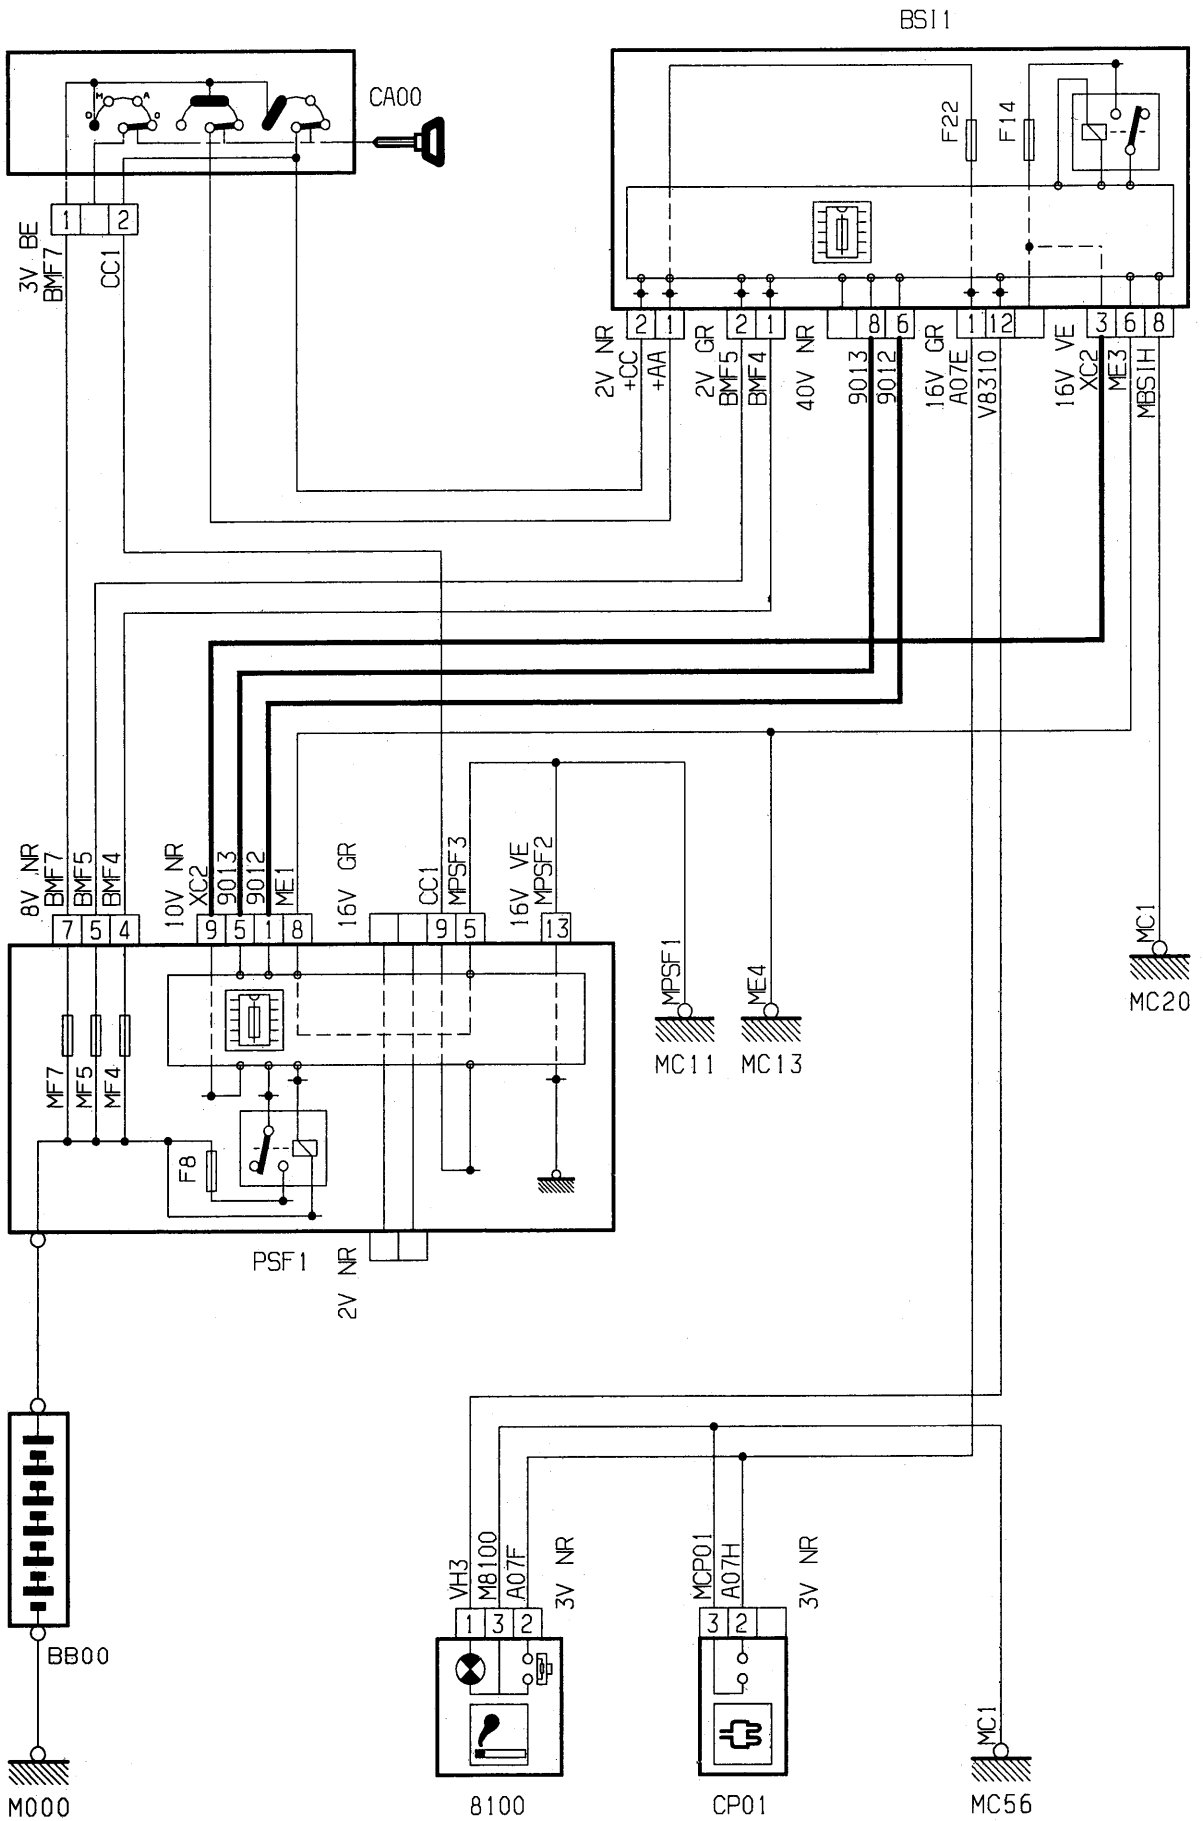 BSI1
CA00
M
A
D
D
F22
F14
1
2
3V BE
BMF7
CC1
2
1
2
1
8
6
1
12
3
6
8
2V NR
+CC
+AA
2V GR
BMF5
BMF4
40V NR
9013
9012
16V GR
A07E
V8310
16V VE
XC2
ME3
MBSIH
8V NR
BMF7
BMF5
BMF4
10V NR
XC2
9013
9012
ME1
16V GR
CC1
MPSF3
16V VE
MPSF2
7
5
4
9
5
1
8
9
5
13
MPSF1
MC11
ME4
MC13
MC1
MC20
MF7
MF5
MF4
F8
PSF1
2V NR
BB00
M000
VH3
M8100
A07F
3V NR
1
3
2
8100
MCP01
A07H
3V NR
3
2
CP01
MC1
MC56